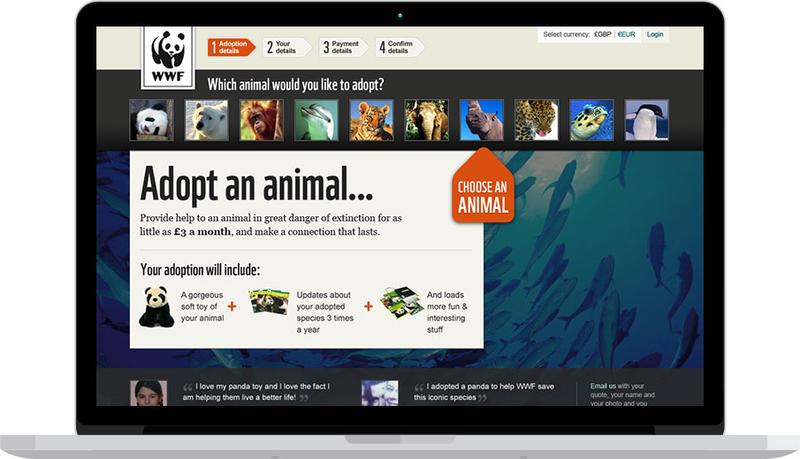 WWF
1 Adoption details
2 Your details
3 Payment details
4 Confirm details
Select currency: £GBP | €EUR Login
Which animal would you like to adopt?
Adopt an animal...
Provide help to an animal in great danger of extinction for as
little as £3 a month, and make a connection that lasts.
CHOOSE AN
ANIMAL
Your adoption will include:
A gorgeous
soft toy of
your animal
+
Updates about
your adopted
species 3 times
a year
+
And loads
more fun &
interesting
stuff
“ I love my panda toy and I love the fact I
am helping them live a better life! ”
“ I adopted a panda to help WWF save
this iconic species ”
Email us with your
quote, your name and
your photo and you